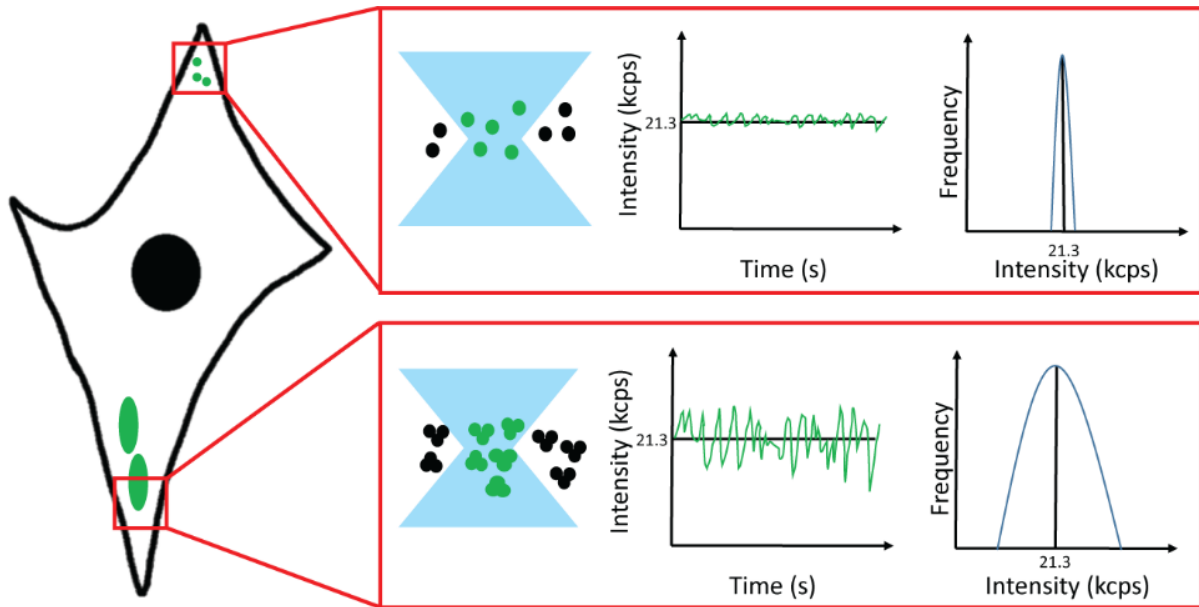 Intensity (kcps)
21.3
Time (s)
Frequency
21.3
Intensity (kcps)
Intensity (kcps)
21.3
Time (s)
Frequency
21.3
Intensity (kcps)